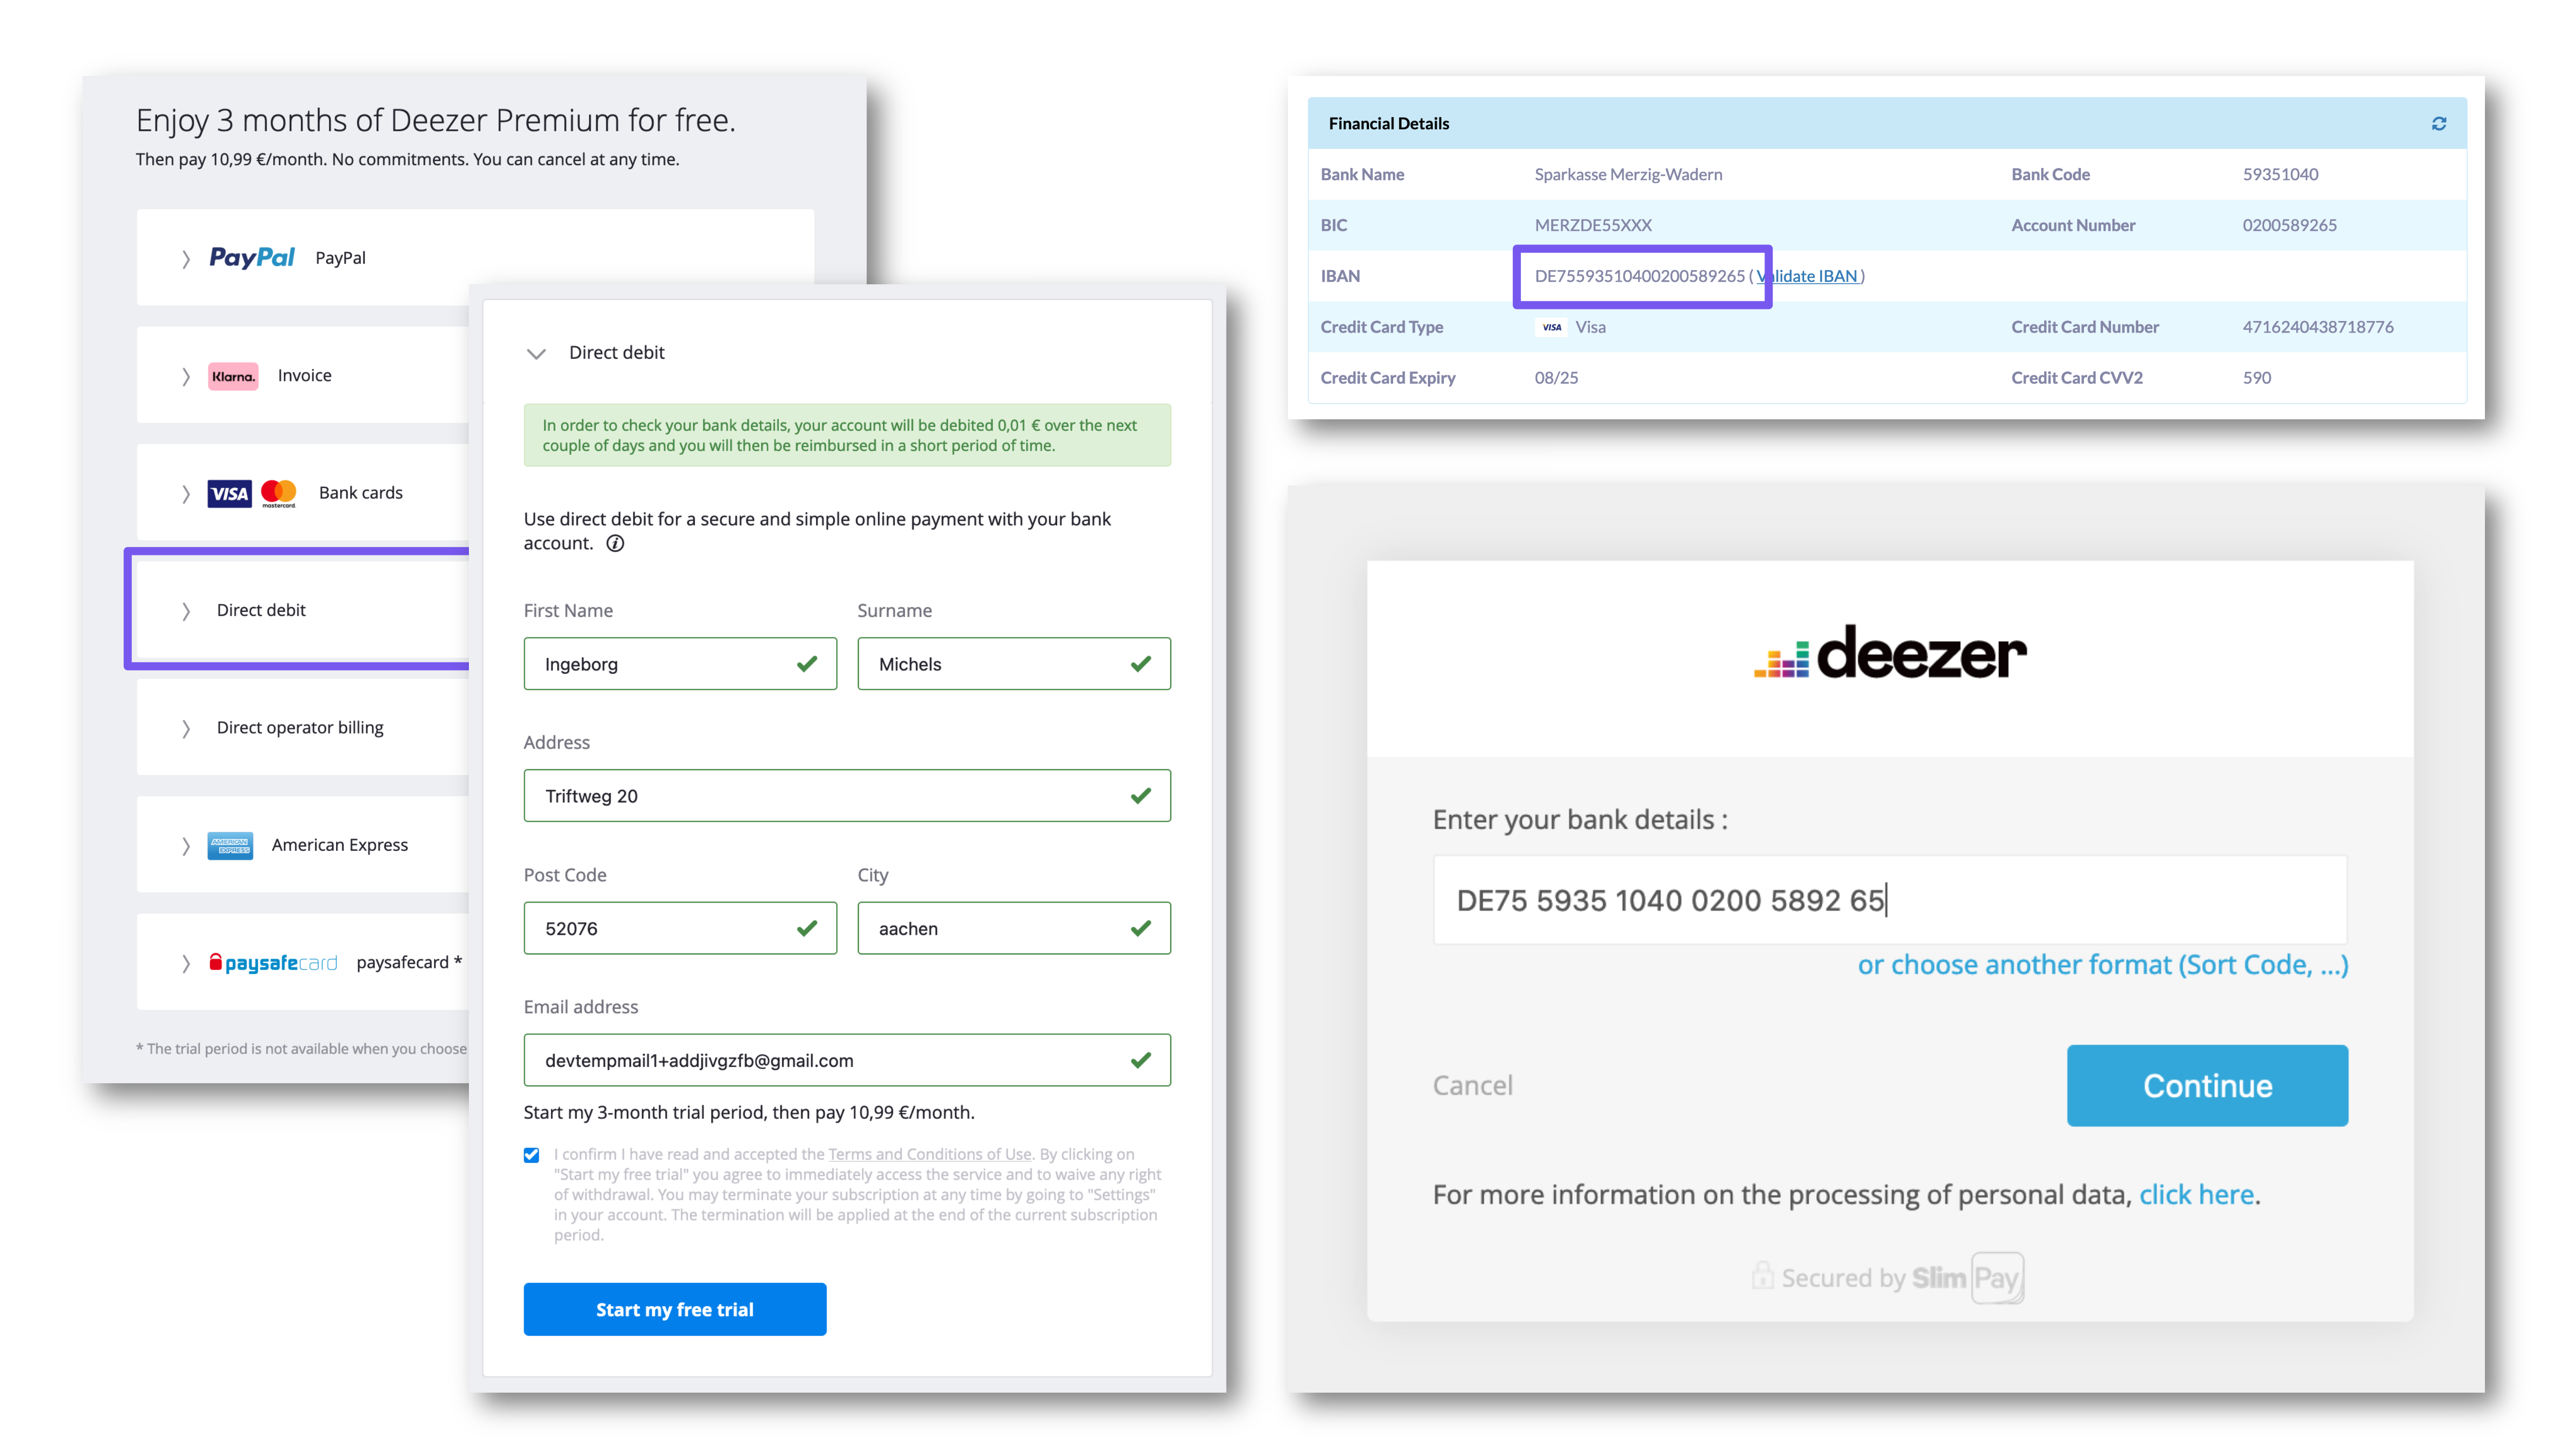 Enjoy 3 months of Deezer Premium for free.
Then pay 10,99 €/month. No commitments. You can cancel at any time.
PayPal PayPal
Klarna. Invoice
VISA mastercard Bank cards
Direct debit
Direct operator billing
AMERICAN EXPRESS American Express
paysafecard paysafecard *
* The trial period is not available when you choose
Direct debit
In order to check your bank details, your account will be debited 0,01 € over the next
couple of days and you will then be reimbursed in a short period of time.
Use direct debit for a secure and simple online payment with your bank
account.
First Name Surname
Ingeborg Michels
Address
Triftweg 20
Post Code City
52076 aachen
Email address
devtempmail1+addjivgzfb@gmail.com
Start my 3-month trial period, then pay 10,99 €/month.
I confirm I have read and accepted the Terms and Conditions of Use. By clicking on
"Start my free trial" you agree to immediately access the service and to waive any right
of withdrawal. You may terminate your subscription at any time by going to "Settings"
in your account. The termination will be applied at the end of the current subscription
period.
Start my free trial
Financial Details
Bank Name Sparkasse Merzig-Wadern Bank Code 59351040
BIC MERZDE55XXX Account Number 0200589265
IBAN DE75593510400200589265 ( Validate IBAN )
Credit Card Type VISA Visa Credit Card Number 4716240438718776
Credit Card Expiry 08/25 Credit Card CVV2 590
deezer
Enter your bank details :
DE75 5935 1040 0200 5892 65
or choose another format (Sort Code, ...)
Cancel Continue
For more information on the processing of personal data, click here.
Secured by SlimPay